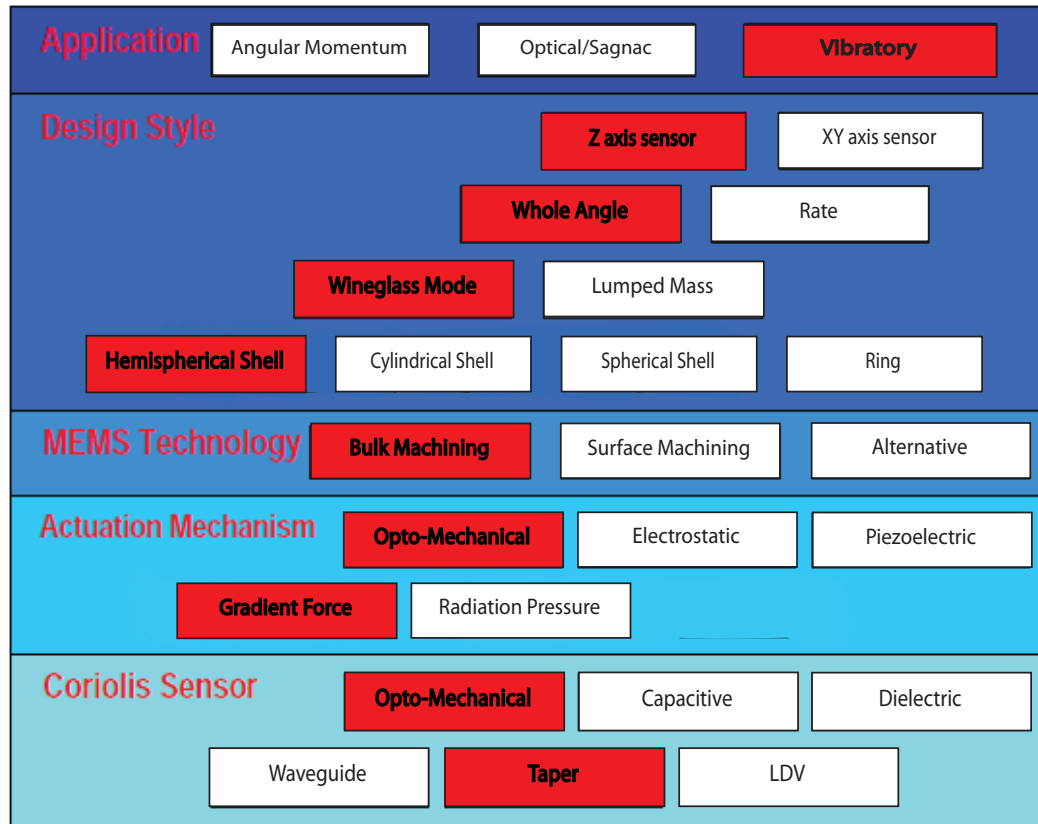 Application
Angular Momentum
Optical/Sagnac
Vibratory
Design Style
Z axis sensor
XY axis sensor
Whole Angle
Rate
Wineglass Mode
Lumped Mass
Hemispherical Shell
Cylindrical Shell
Spherical Shell
Ring
MEMS Technology
Bulk Machining
Surface Machining
Alternative
Actuation Mechanism
Opto-Mechanical
Electrostatic
Piezoelectric
Gradient Force
Radiation Pressure
Coriolis Sensor
Opto-Mechanical
Capacitive
Dielectric
Waveguide
Taper
LDV